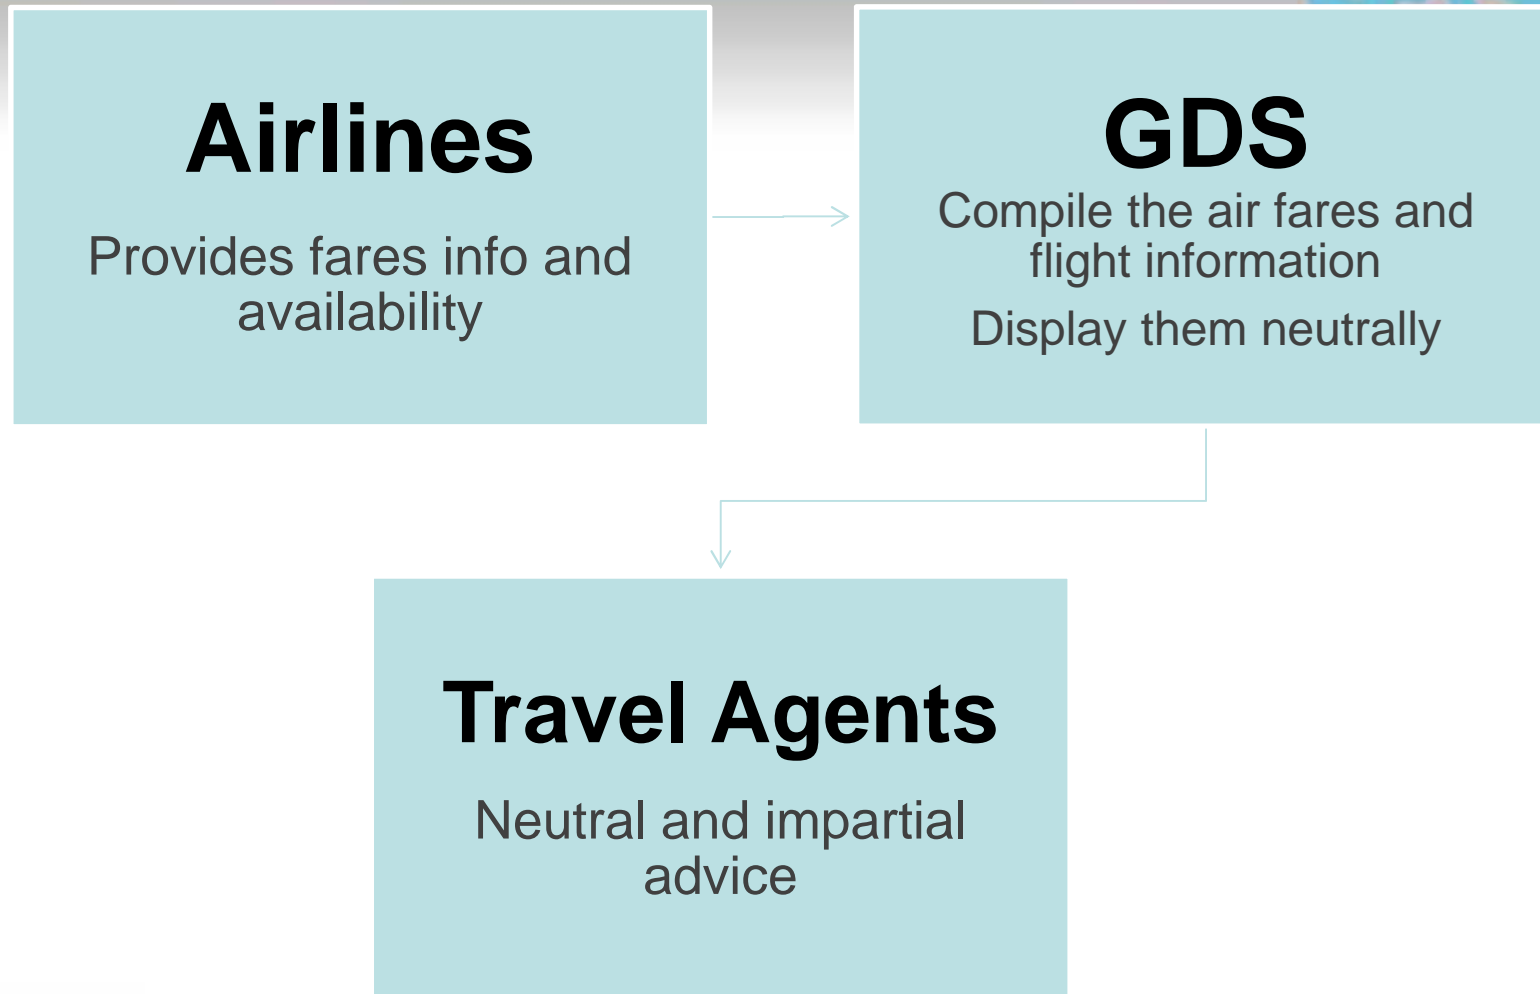 Airlines
Provides fares info and
availability
GDS
Compile the air fares and
flight information
Display them neutrally
Travel Agents
Neutral and impartial
advice